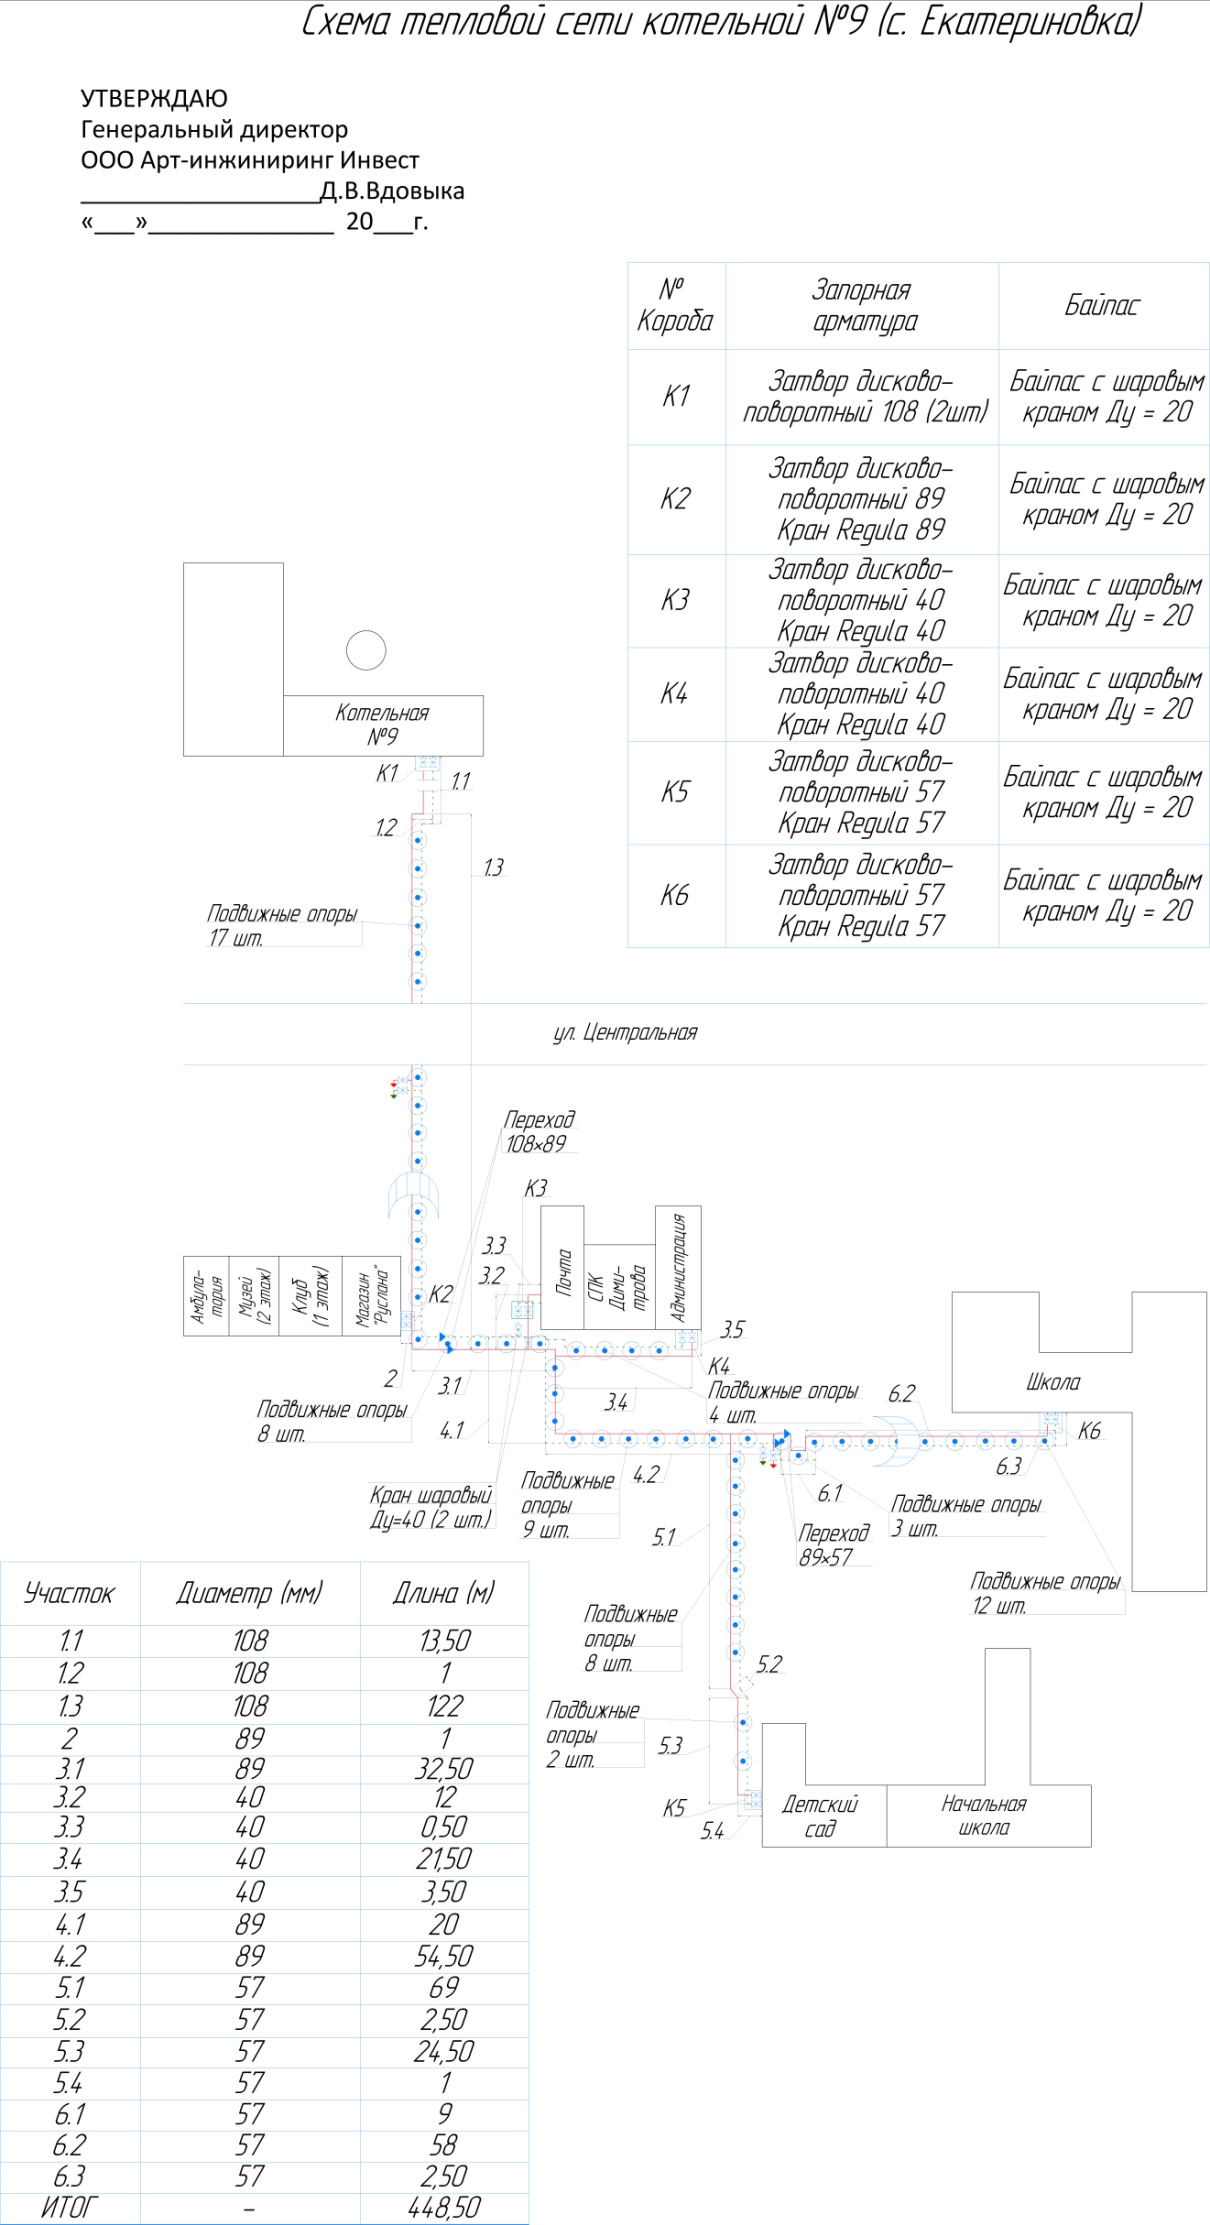 Схема тепловой сети котельной №9 (с. Екатериновка)
УТВЕРЖДАЮ
Генеральный директор
ООО Арт-инжиниринг Инвест
__________________Д.В.Вдовыка
«___»______________ 20___г.
№ Короба Запорная арматура Байпас
К1 Затвор дисково-поворотный 108 (2шт) Байпас с шаровым краном Ду = 20
К2 Затвор дисково-поворотный 89 Кран Regula 89 Байпас с шаровым краном Ду = 20
К3 Затвор дисково-поворотный 40 Кран Regula 40 Байпас с шаровым краном Ду = 20
К4 Затвор дисково-поворотный 40 Кран Regula 40 Байпас с шаровым краном Ду = 20
К5 Затвор дисково-поворотный 57 Кран Regula 57 Байпас с шаровым краном Ду = 20
К6 Затвор дисково-поворотный 57 Кран Regula 57 Байпас с шаровым краном Ду = 20
Котельная
№9
К1
1.1
1.2
1.3
Подвижные опоры
17 шт.
ул. Центральная
Переход
108×89
К3
3.3
3.2
Почта
СПК
Дими-
трова
Администрация
Амбула-
тория
Музей
(2 этаж)
Клуб
(1 этаж)
Магазин
"Руслана"
К2
3.5
К4
2
3.1
3.4
Подвижные опоры
4 шт.
6.2
Школа
К6
Подвижные опоры
8 шт.
4.1
4.2
6.3
6.1
Кран шаровый
Ду=40 (2 шт.)
Подвижные
опоры
9 шт.
5.1
Подвижные опоры
3 шт.
Переход
89×57
Подвижные опоры
12 шт.
Подвижные
опоры
8 шт.
5.2
Подвижные
опоры
2 шт.
5.3
К5
5.4
Детский
сад
Начальная
школа
Участок Диаметр (мм) Длина (м)
1.1 108 13,50
1.2 108 1
1.3 108 122
2 89 1
3.1 89 32,50
3.2 40 12
3.3 40 0,50
3.4 40 21,50
3.5 40 3,50
4.1 89 20
4.2 89 54,50
5.1 57 69
5.2 57 2,50
5.3 57 24,50
5.4 57 1
6.1 57 9
6.2 57 58
6.3 57 2,50
ИТОГ – 448,50